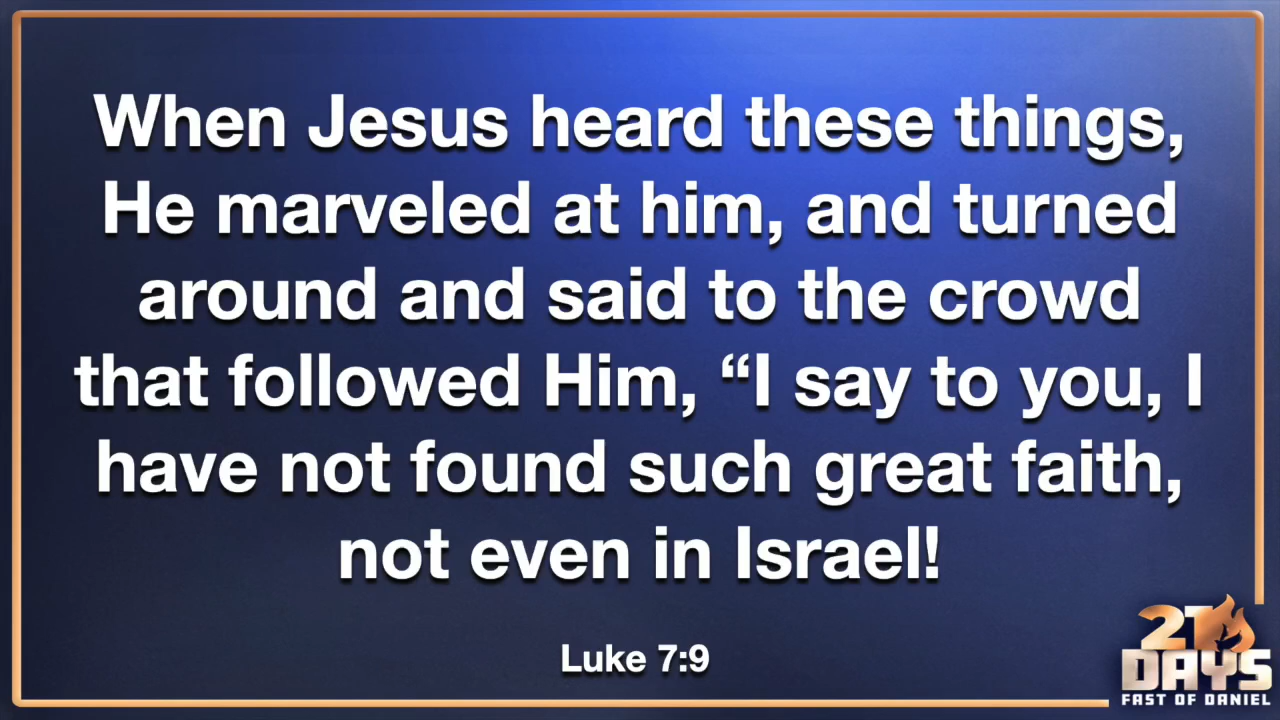 When Jesus heard these things,
He marveled at him, and turned
around and said to the crowd
that followed Him, “I say to you, I
have not found such great faith,
not even in Israel!
Luke 7:9
21
DAYS
FAST OF DANIEL